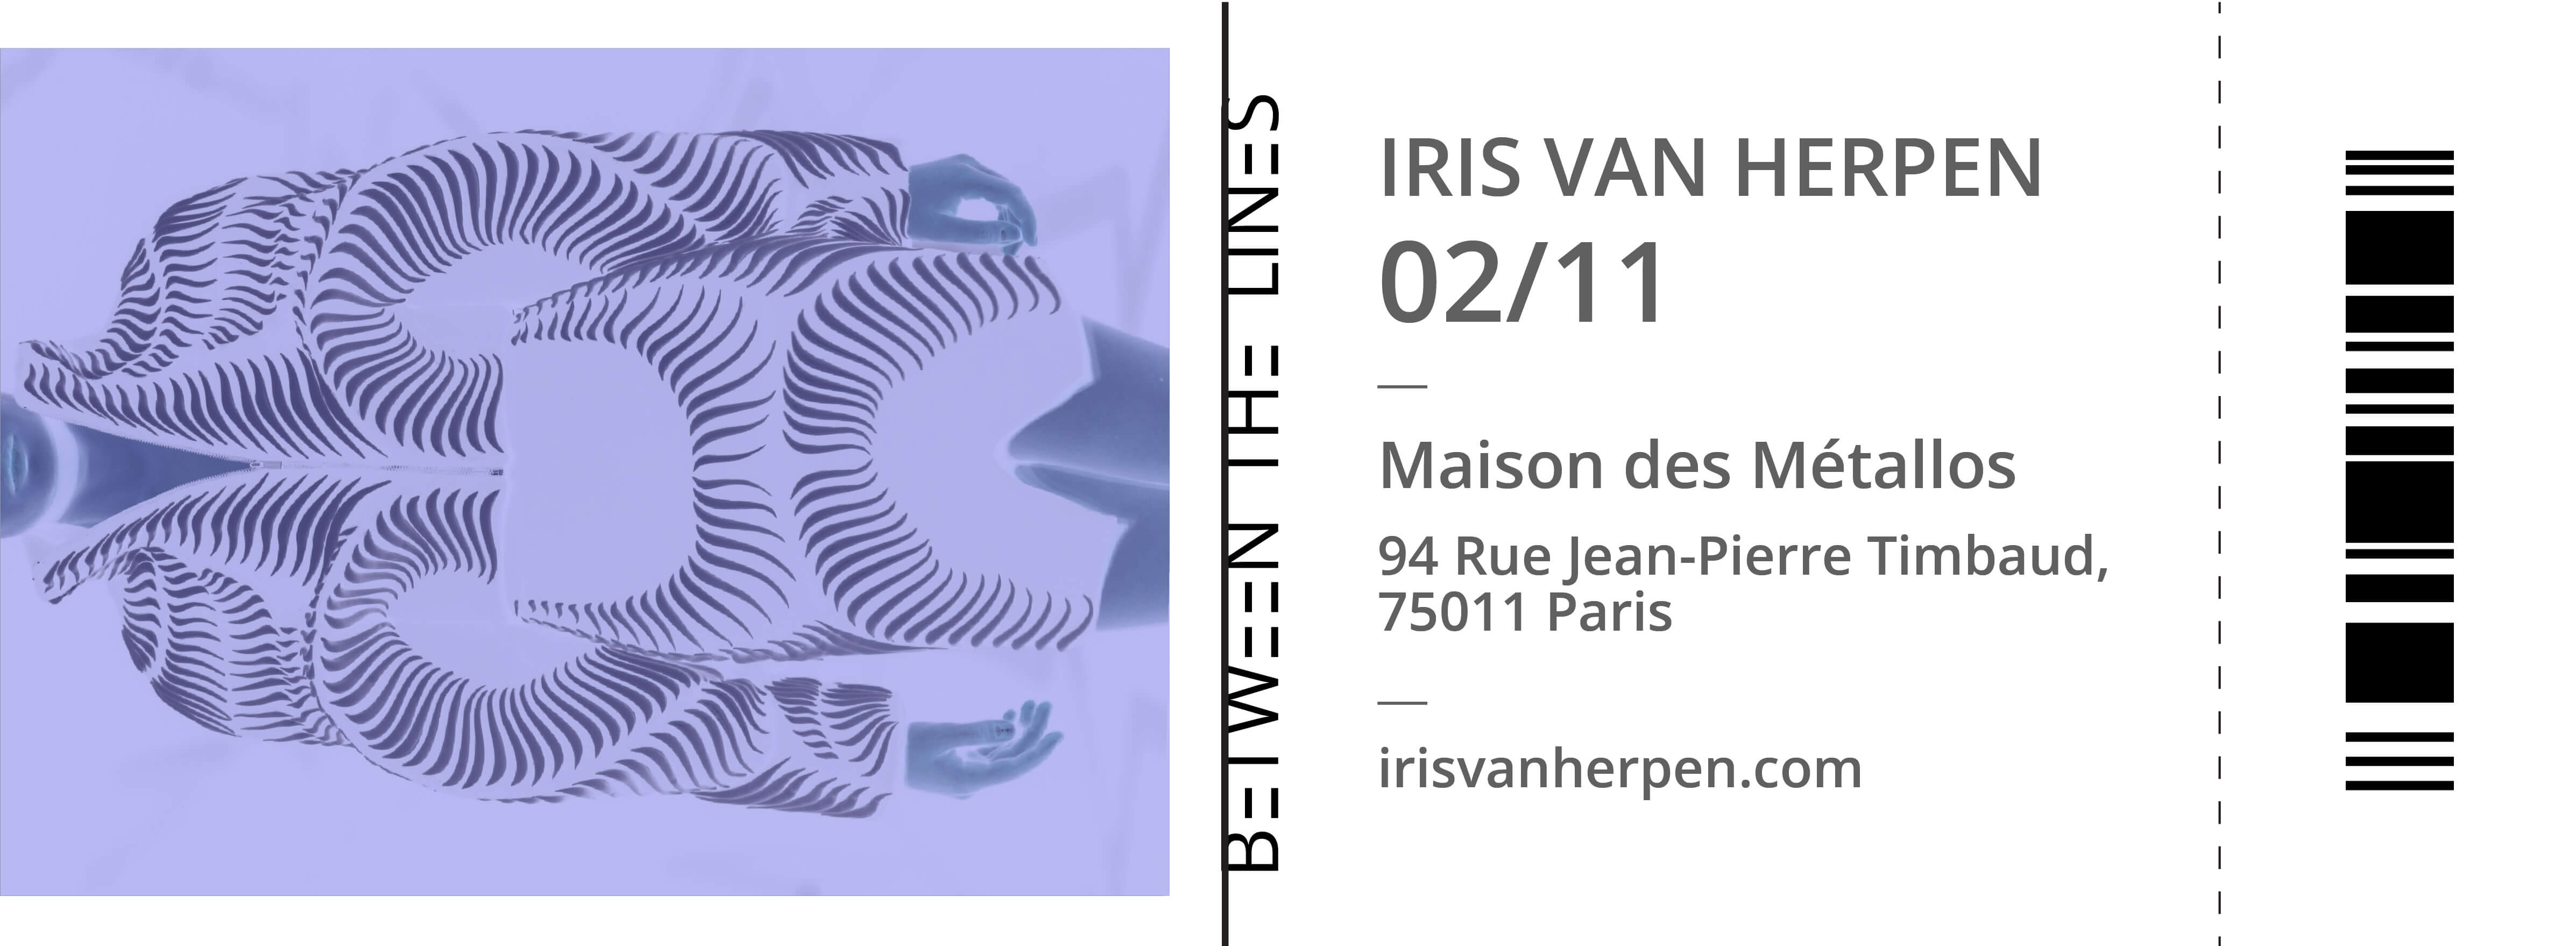 BETWEEN THE LINES
IRIS VAN HERPEN
02/11
Maison des Métallos
94 Rue Jean-Pierre Timbaud,
75011 Paris
irisvanherpen.com